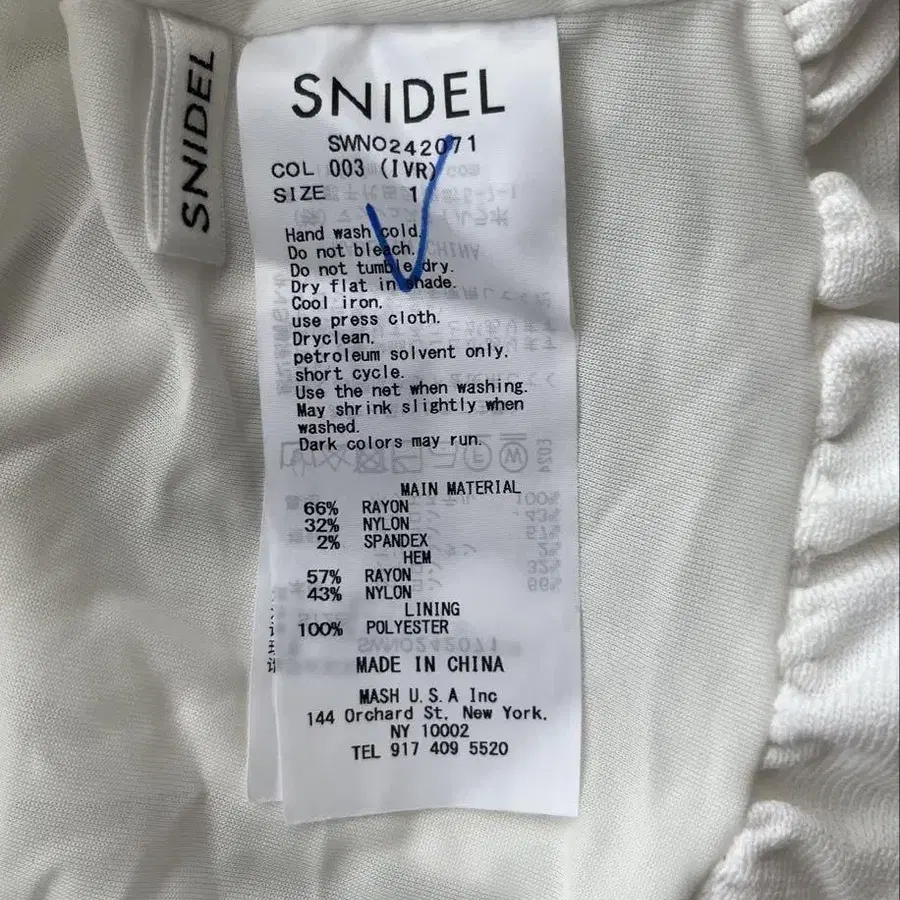 SNIDEL
SNIDEL
SWNO242071
COL 003 (IVR)
SIZE 1
Hand wash cold.
Do not bleach.
Do not tumble dry.
Dry flat in shade.
Cool iron.
use press cloth.
Dryclean.
petroleum solvent only.
short cycle.
Use the net when washing.
May shrink slightly when
washed.
Dark colors may run.
MAIN MATERIAL
66% RAYON
32% NYLON
2% SPANDEX
HEM
57% RAYON
43% NYLON
LINING
100% POLYESTER
MADE IN CHINA
MASH U.S.A Inc
144 Orchard St, New York,
NY 10002
TEL 917 409 5520